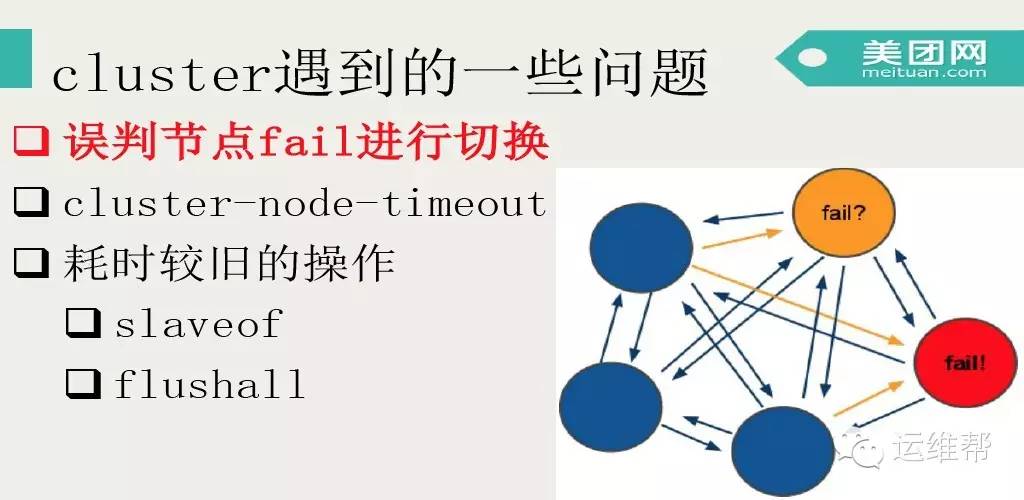 cluster遇到的一些问题
美团网
meituan.com
误判节点fail进行切换
cluster-node-timeout
耗时较旧的操作
slaveof
flushall
fail?
fail!
运维帮